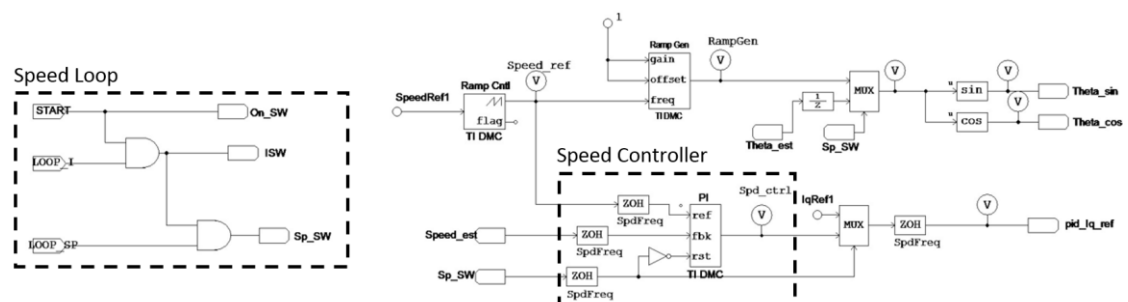 Speed Loop
START
On_SW
LOOP_I
ISW
LOOP_SP
Sp_SW
1
Ramp Gen
RampGen
gain
offset
freq
TI DMC
V
Speed_ref
V
Ramp Cntl
SpeedRef1
flag
TI DMC
MUX
V
1
Z
Theta_est
Sp_SW
u
sin
V
Theta_sin
V
u
cos
Theta_cos
Speed Controller
ZOH
SpdFreq
PI
ref
fbk
rst
TI DMC
Spd_ctrl
V
Speed_est
ZOH
SpdFreq
Sp_SW
ZOH
SpdFreq
IqRef1
MUX
ZOH
SpdFreq
V
pid_Iq_ref